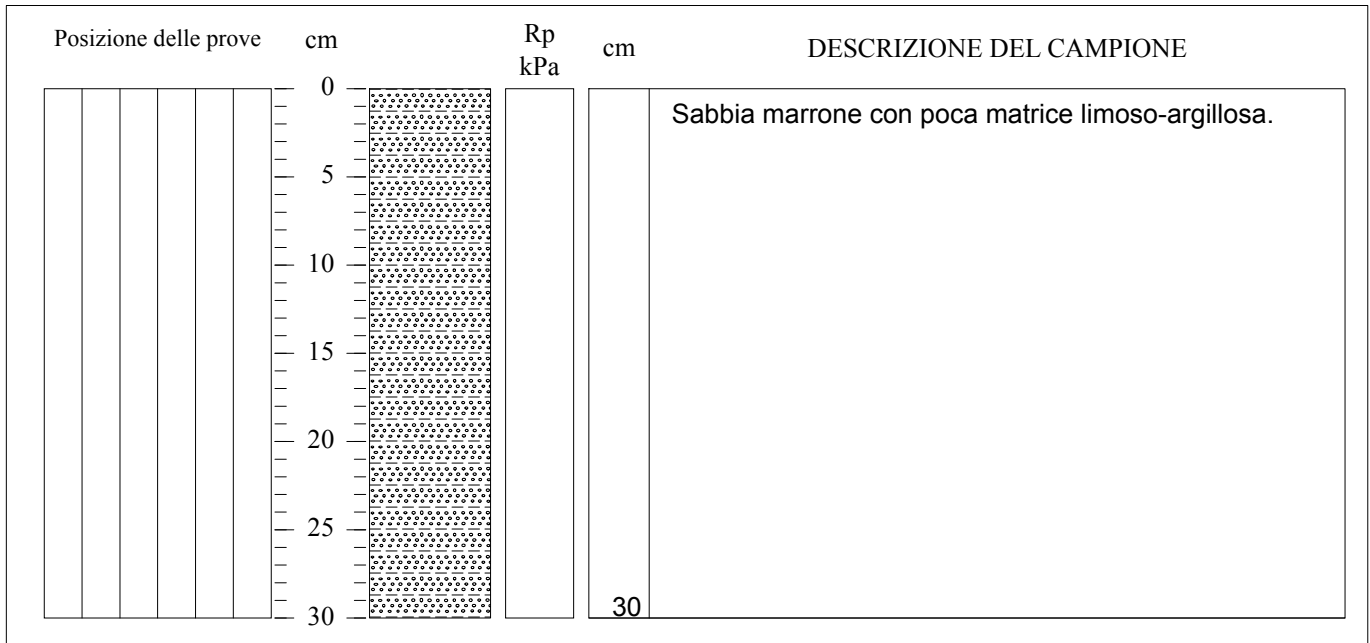 Posizione delle prove
cm
Rp
kPa
cm
DESCRIZIONE DEL CAMPIONE
0
5
10
15
20
25
30
30
Sabbia marrone con poca matrice limoso-argillosa.